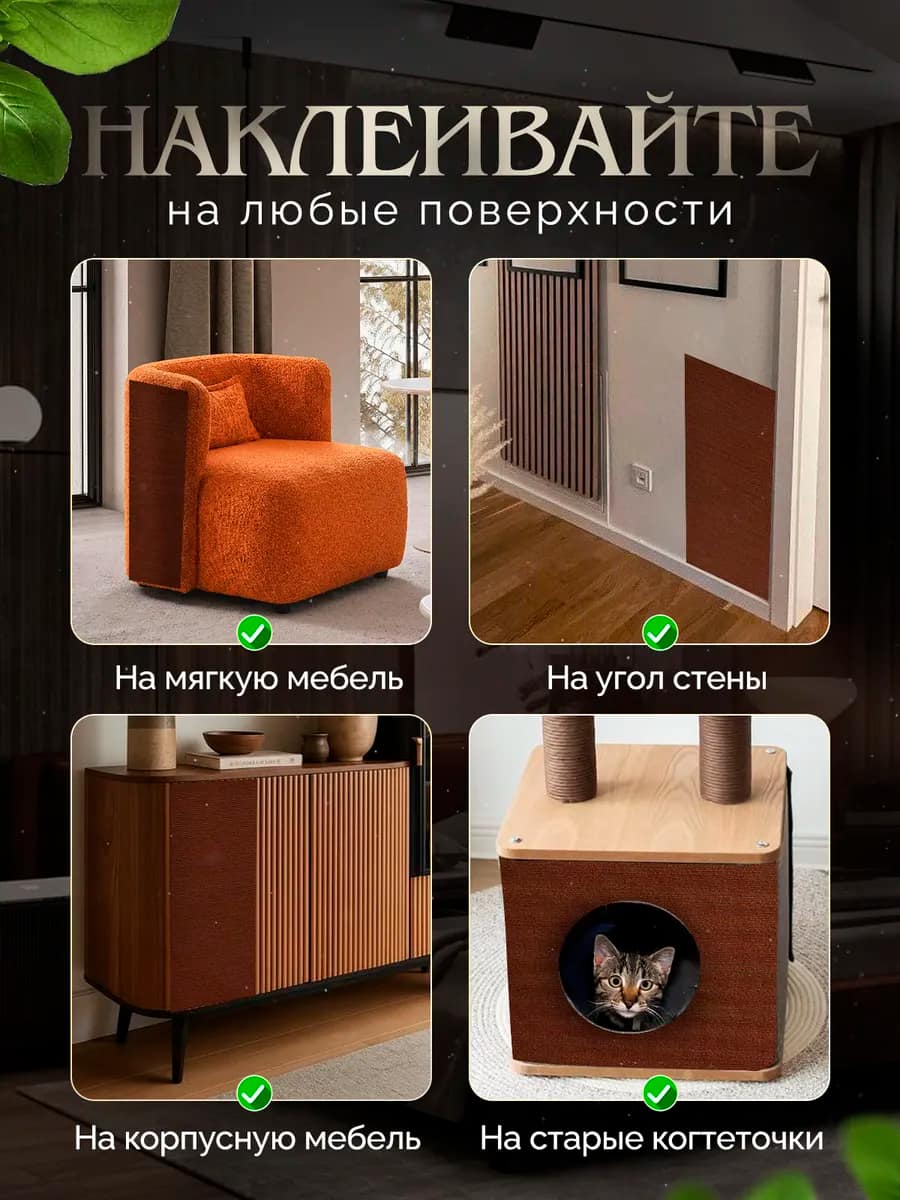 НАКЛЕИВАЙТЕ
на любые поверхности
На мягкую мебель
На угол стены
На корпусную мебель
На старые когтеточки